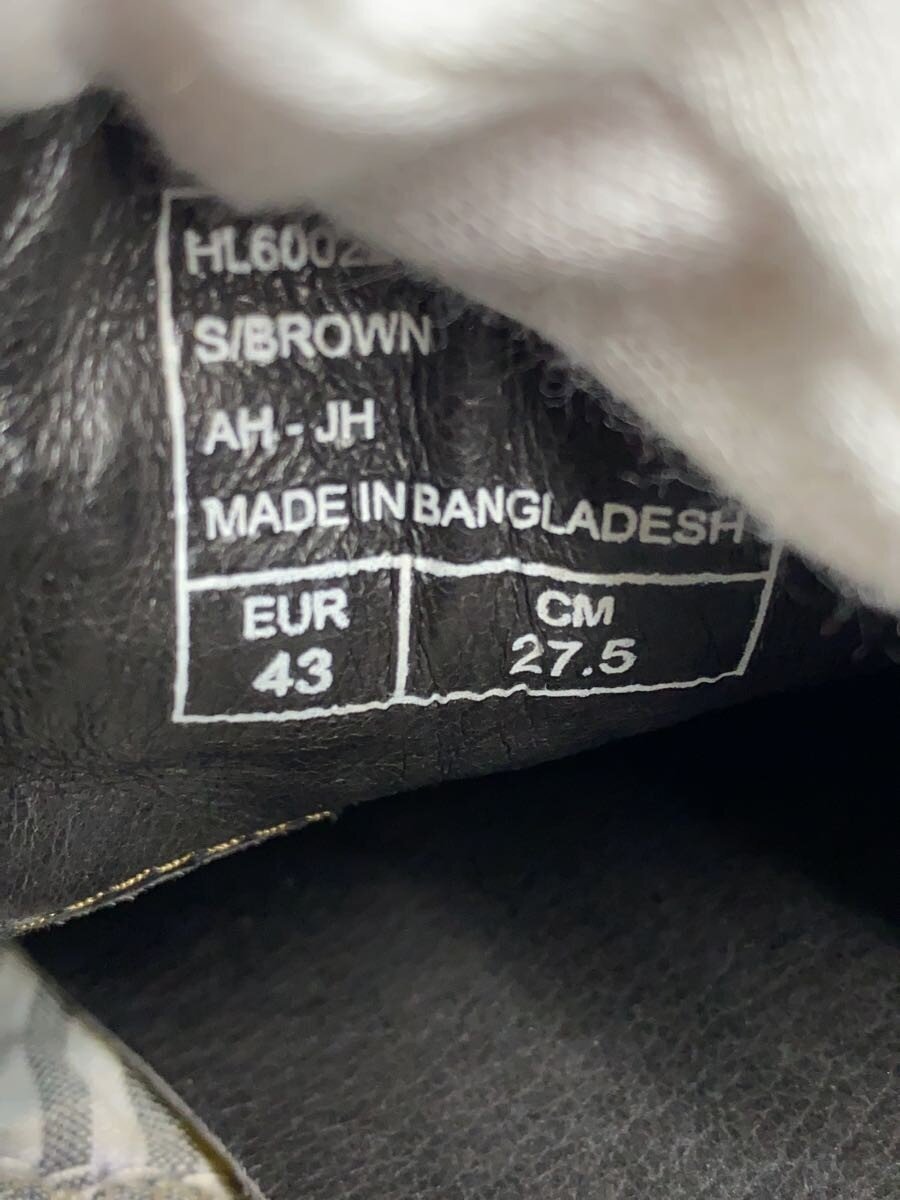 HL6002
S/BROWN
AH - JH
MADE IN BANGLADESH
EUR CM
43 27.5